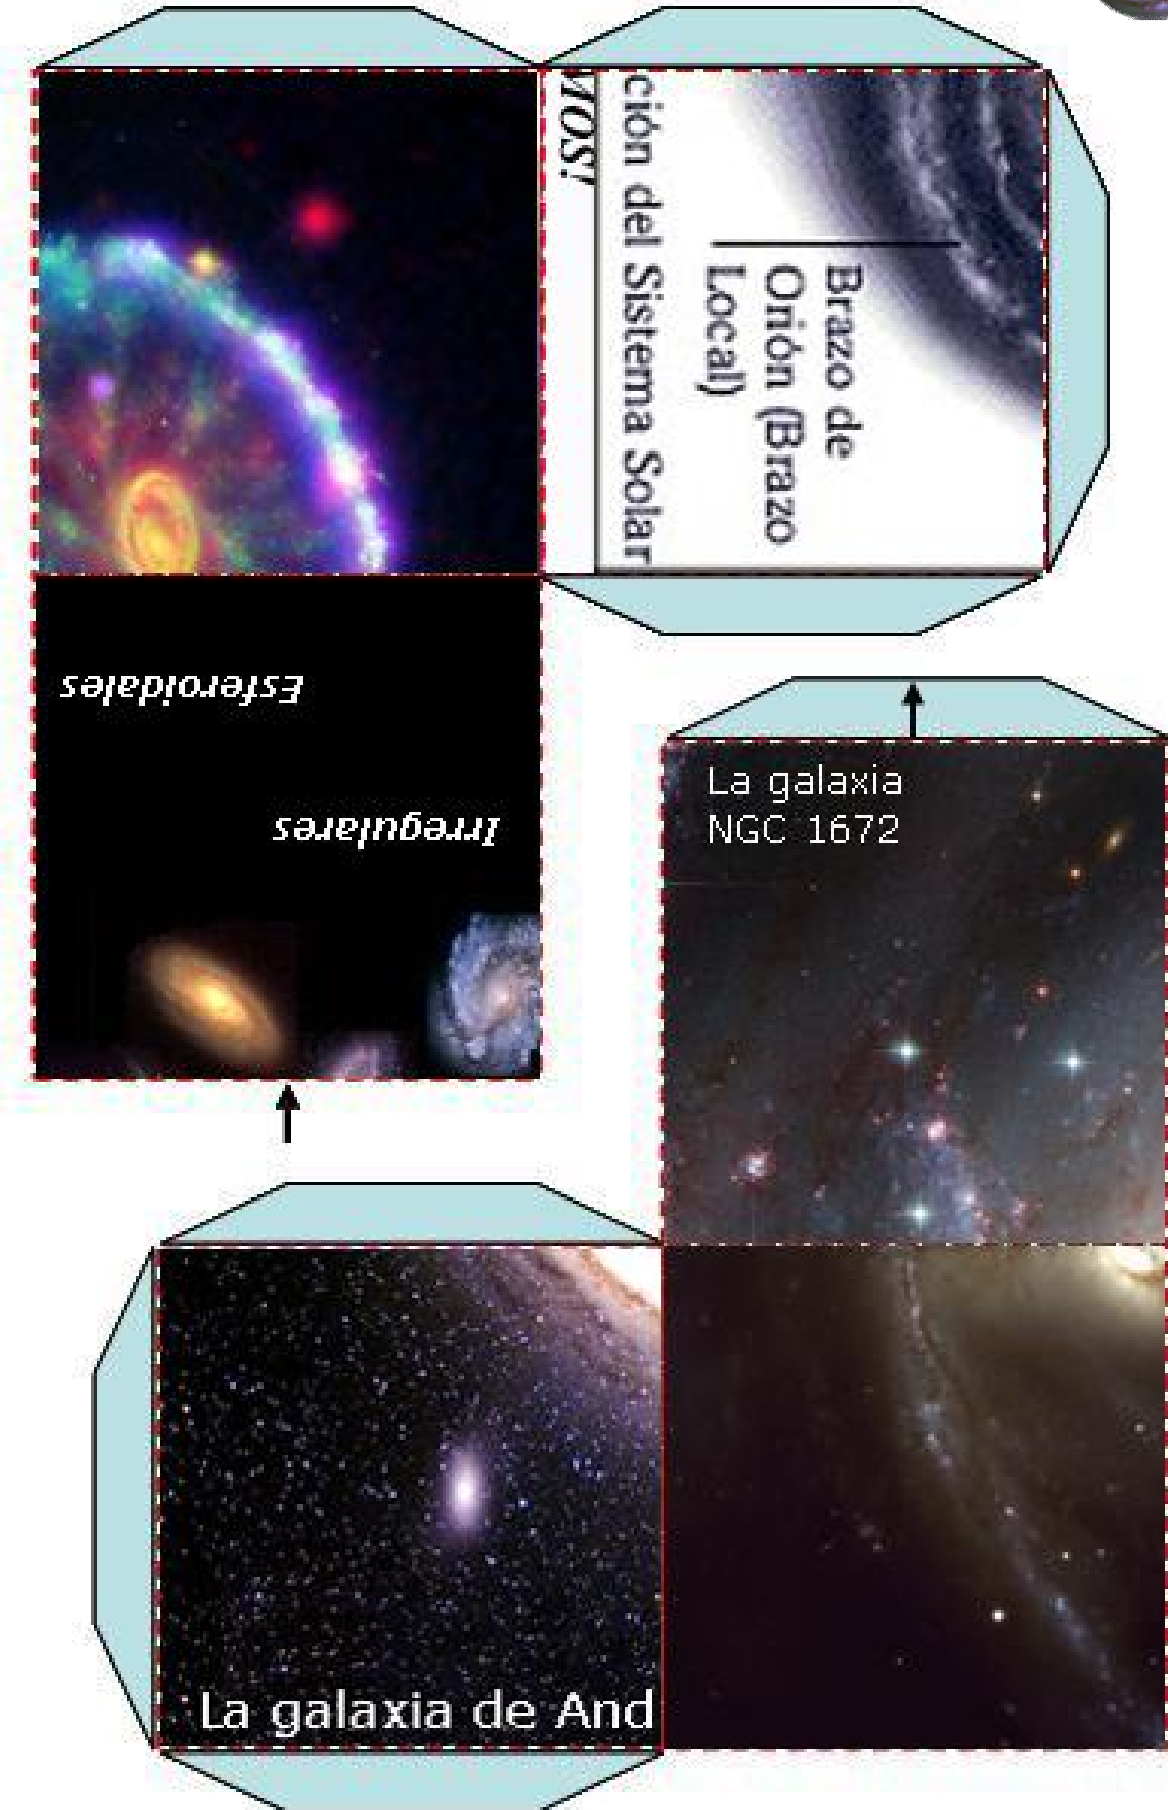 MOS!
ción del Sistema Solar
Brazo de
Orión (Brazo
Local)
Esferoidales
Irregulares
La galaxia
NGC 1672
La galaxia de And